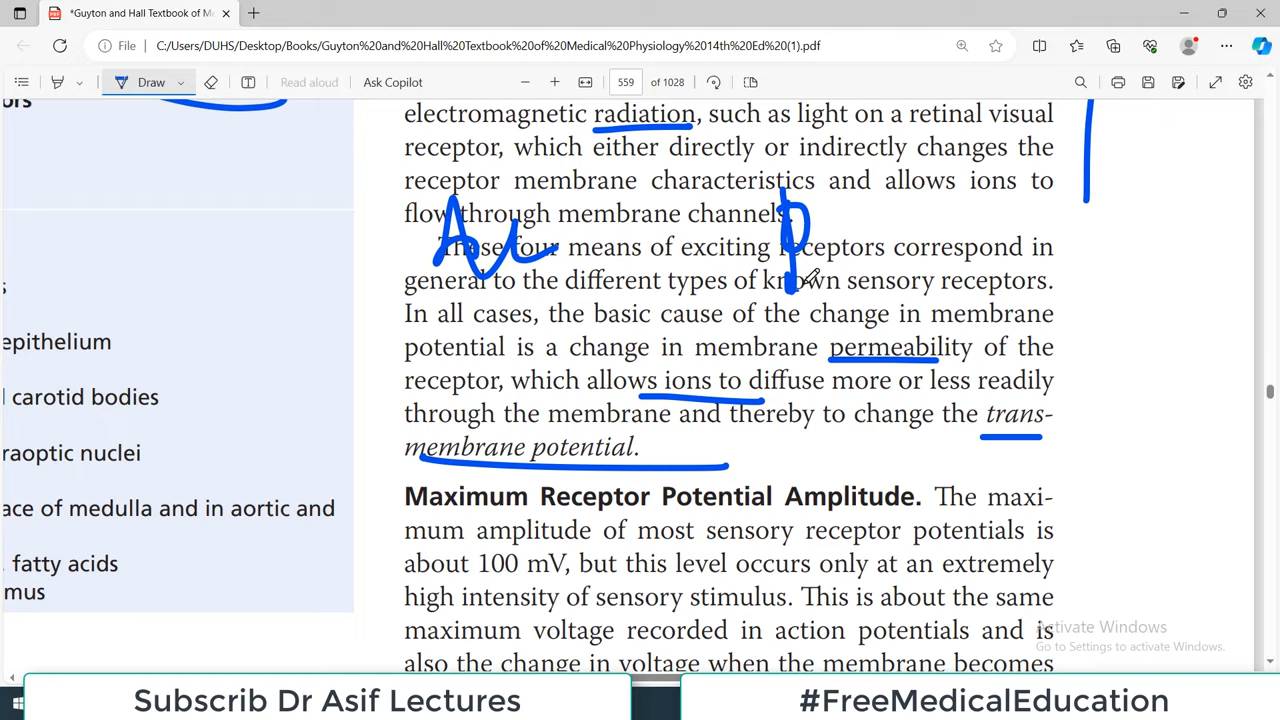 *Guyton and Hall Textbook of Me
File
C:/Users/DUHS/Desktop/Books/Guyton%20and%20Hall%20Textbook%20of%20Medical%20Physiology%2014th%20Ed%20(1).pdf
Draw
Read aloud
Ask Copilot
559
of 1028
ors
epithelium
l carotid bodies
raoptic nuclei
ace of medulla and in aortic and
, fatty acids
mus
electromagnetic radiation, such as light on a retinal visual
receptor, which either directly or indirectly changes the
receptor membrane characteristics and allows ions to
flow through membrane channels.
These four means of exciting receptors correspond in
general to the different types of known sensory receptors.
In all cases, the basic cause of the change in membrane
potential is a change in membrane permeability of the
receptor, which allows ions to diffuse more or less readily
through the membrane and thereby to change the trans-
membrane potential.
Maximum Receptor Potential Amplitude. The maxi-
mum amplitude of most sensory receptor potentials is
about 100 mV, but this level occurs only at an extremely
high intensity of sensory stimulus. This is about the same
maximum voltage recorded in action potentials and is
also the change in voltage when the membrane becomes
Activate Windows
Go to Settings to activate Windows.
Subscrib Dr Asif Lectures
#FreeMedicalEducation